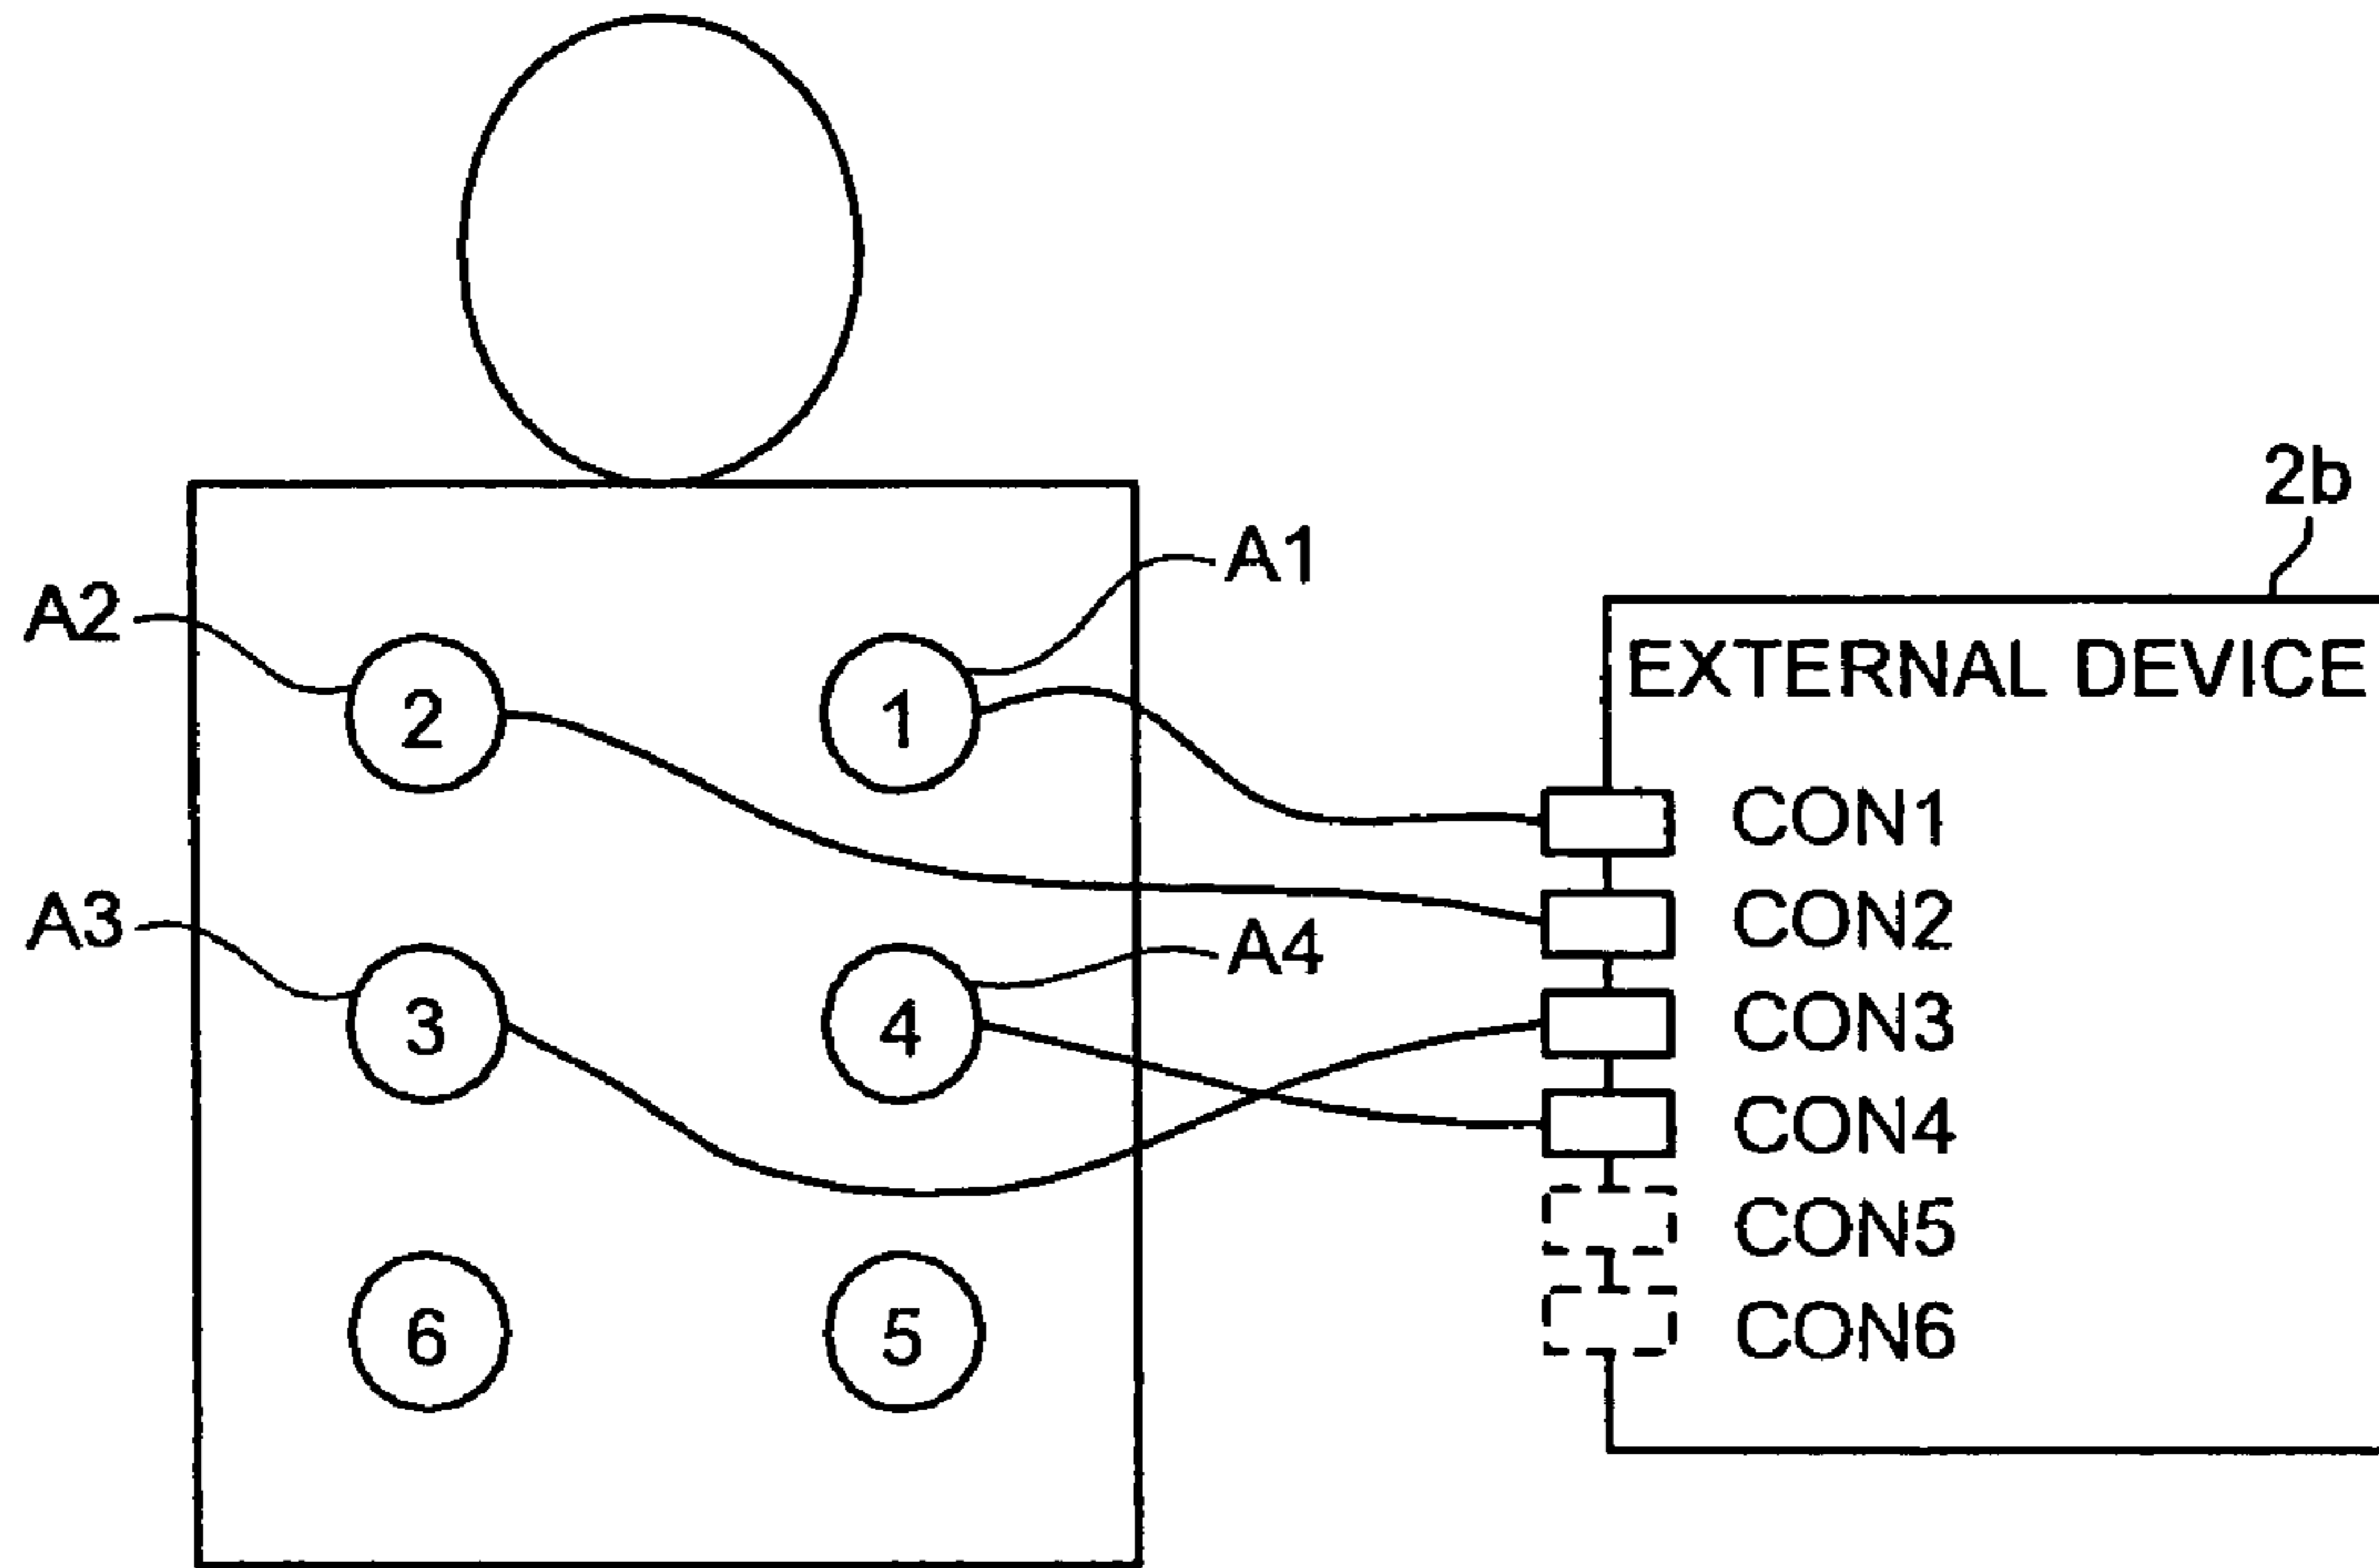 2b
A1
A2
EXTERNAL DEVICE
2
1
CON1
A3
CON2
A4
3
4
CON3
CON4
CON5
6
5
CON6